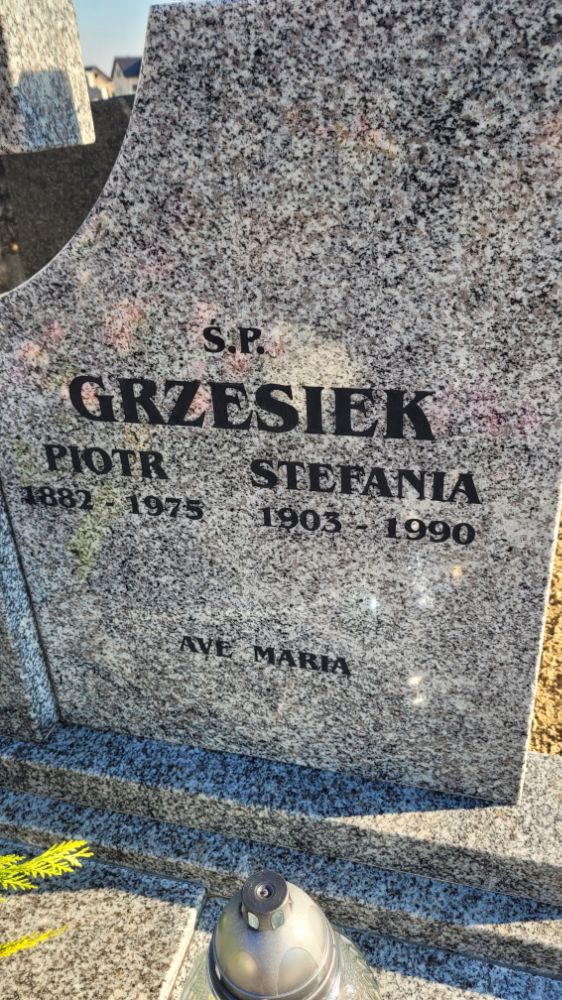 Ś.P.
GRZESIEK
PIOTR STEFANIA
1882 - 1975 1903 - 1990
AVE MARIA